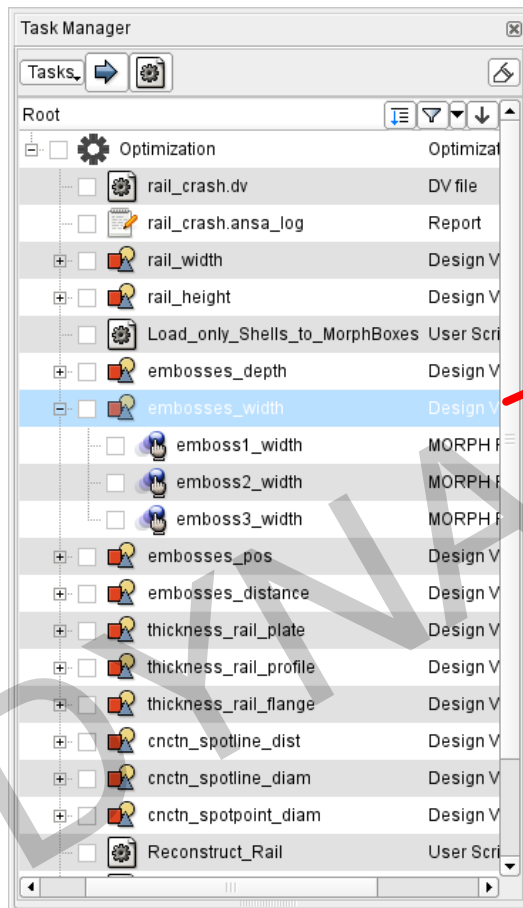 Task Manager
Tasks
Root
Optimization Optimizat
rail_crash.dv DV file
rail_crash.ansa_log Report
rail_width Design V
rail_height Design V
Load_only_Shells_to_MorphBoxes User Scri
embosses_depth Design V
embosses_width Design V
emboss1_width MORPH F
emboss2_width MORPH F
emboss3_width MORPH F
embosses_pos Design V
embosses_distance Design V
thickness_rail_plate Design V
thickness_rail_profile Design V
thickness_rail_flange Design V
cnctn_spotline_dist Design V
cnctn_spotline_diam Design V
cnctn_spotpoint_diam Design V
Reconstruct_Rail User Scri
DYNA